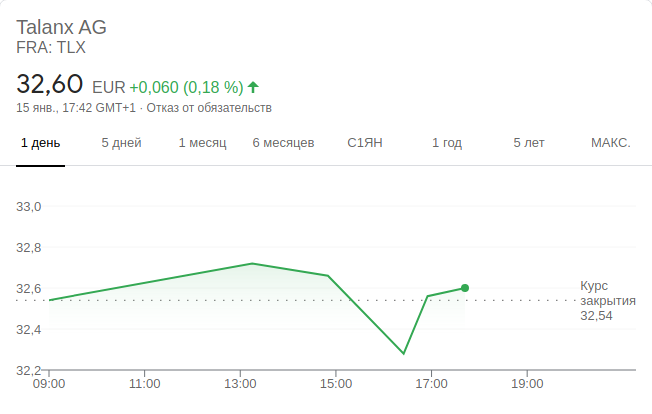 Talanx AG
FRA: TLX
32,60 EUR +0,060 (0,18 %)
15 янв., 17:42 GMT+1 · Отказ от обязательств
1 день 5 дней 1 месяц 6 месяцев С1ЯН 1 год 5 лет МАКС.
33,0
32,8
32,6
32,4
32,2
Курс
закрытия
32,54
09:00 11:00 13:00 15:00 17:00 19:00